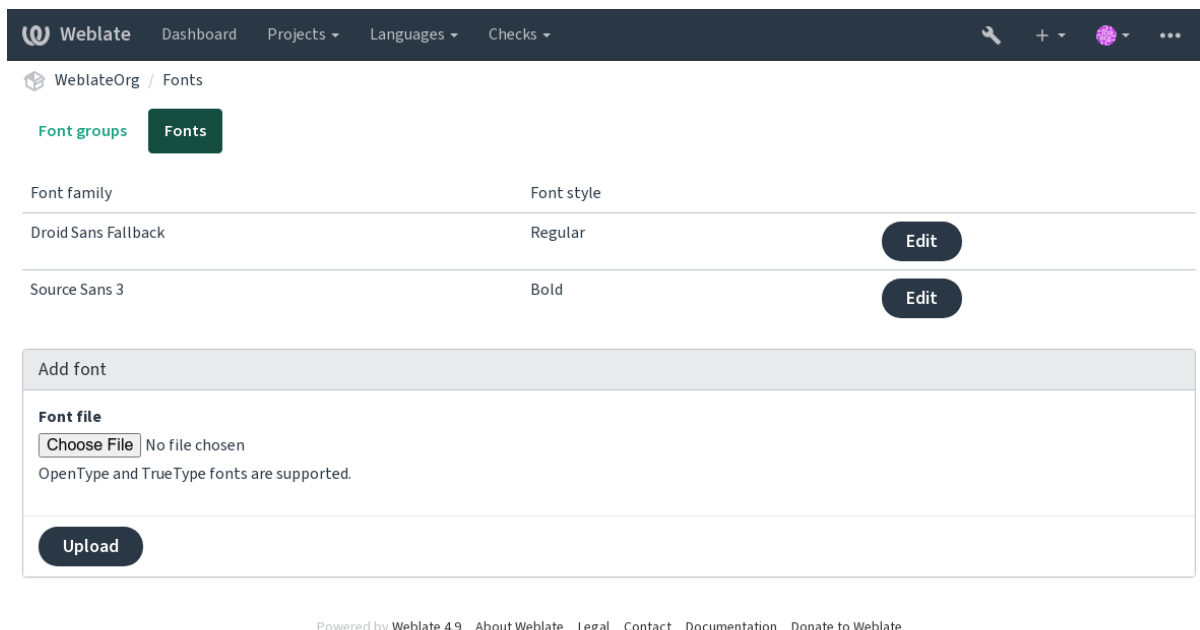 Weblate Dashboard Projects Languages Checks
WeblateOrg / Fonts
Font groups Fonts
Font family Font style
Droid Sans Fallback Regular Edit
Source Sans 3 Bold Edit
Add font
Font file
Choose File No file chosen
OpenType and TrueType fonts are supported.
Upload
Powered by Weblate 4.9 About Weblate Legal Contact Documentation Donate to Weblate